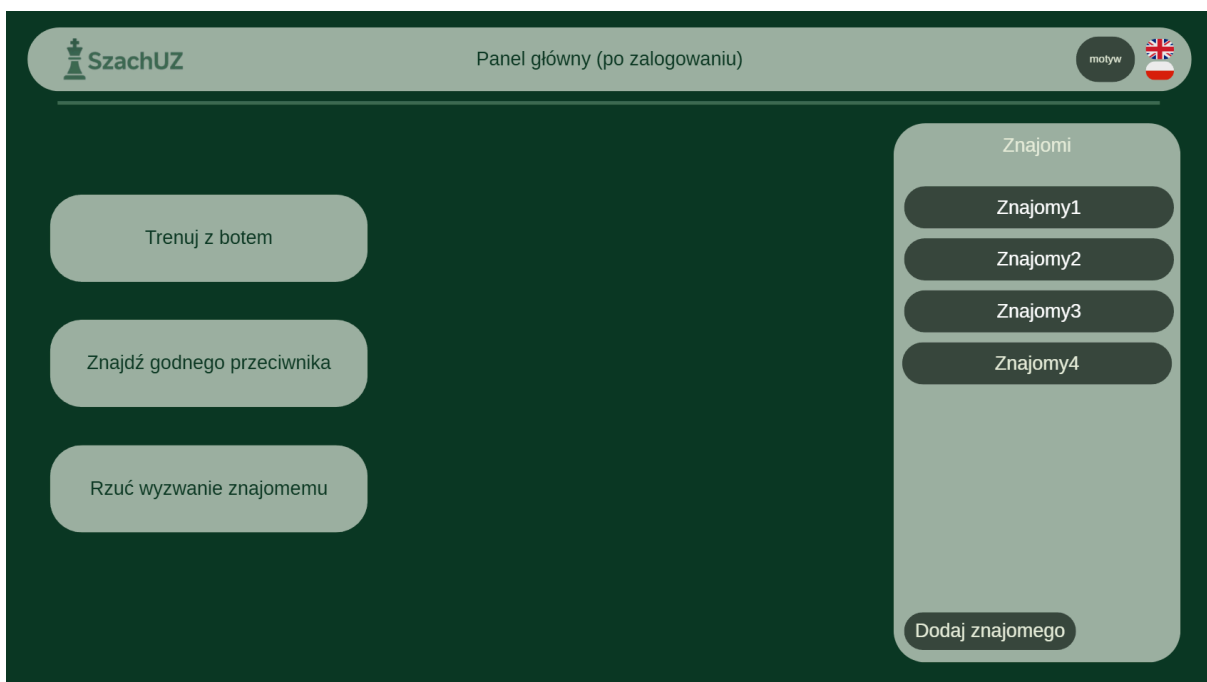 SzachUZ
Panel główny (po zalogowaniu)
motyw
Trenuj z botem
Znajdź godnego przeciwnika
Rzuć wyzwanie znajomemu
Znajomi
Znajomy1
Znajomy2
Znajomy3
Znajomy4
Dodaj znajomego